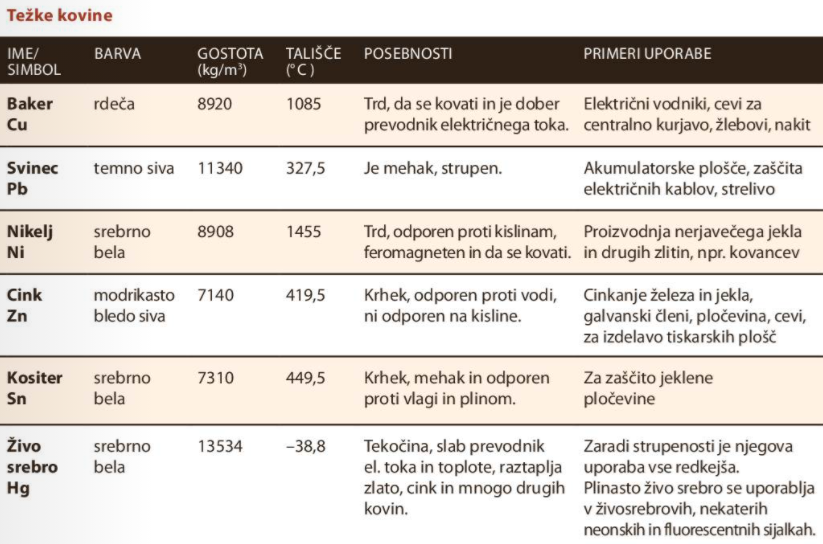 Težke kovine
IME/ BARVA GOSTOTA TALIŠČE POSEBNOSTI PRIMERI UPORABE
SIMBOL (kg/m³) (°C )
Baker rdeča 8920 1085 Trd, da se kovati in je dober Električni vodniki, cevi za
Cu prevodnik električnega toka. centralno kurjavo, žlebovi, nakit
Svinec temno siva 11340 327,5 Je mehak, strupen. Akumulatorske plošče, zaščita
Pb električnih kablov, strelivo
Nikelj srebrno 8908 1455 Trd, odporen proti kislinam, Proizvodnja nerjavečega jekla
Ni bela feromagneten in da se kovati. in drugih zlitin, npr. kovancev
Cink modrikasto 7140 419,5 Krhek, odporen proti vodi, Cinkanje železa in jekla,
Zn bledo siva ni odporen na kisline. galvanski členi, pločevina, cevi,
za izdelavo tiskarskih plošč
Kositer srebrno 7310 449,5 Krhek, mehak in odporen Za zaščito jeklene
Sn bela proti vlagi in plinom. pločevine
Živo srebrno 13534 –38,8 Tekočina, slab prevodnik Zaradi strupenosti je njegova
srebro bela el. toka in toplote, raztaplja uporaba vse redkejša.
Hg zlato, cink in mnogo drugih Plinasto živo srebro se uporablja
kovin. v živosrebrovih, nekaterih
neonskih in fluorescentnih sijalkah.